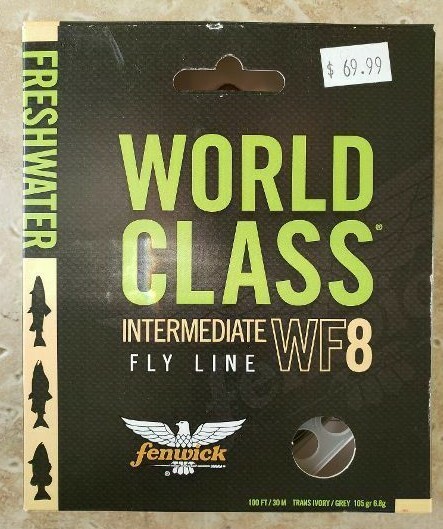 $ 69.99
FRESHWATER
WORLD
CLASS®
INTERMEDIATE WF8
FLY LINE
fenwick®
100 FT / 30 M TRANS IVORY / GREY 105 gr 6.8g